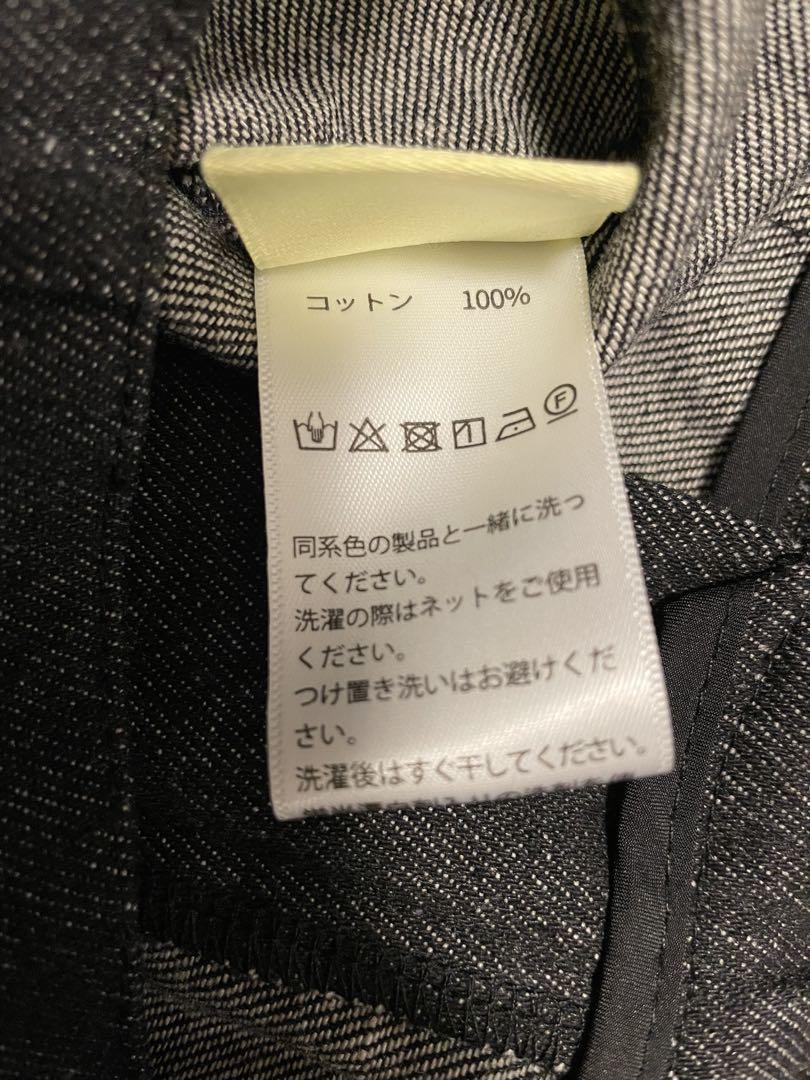 コットン 100%
F
同系色の製品と一緒に洗っ
てください。
洗濯の際はネットをご使用
ください。
つけ置き洗いはお避けくだ
さい。
洗濯後はすぐ干してください。